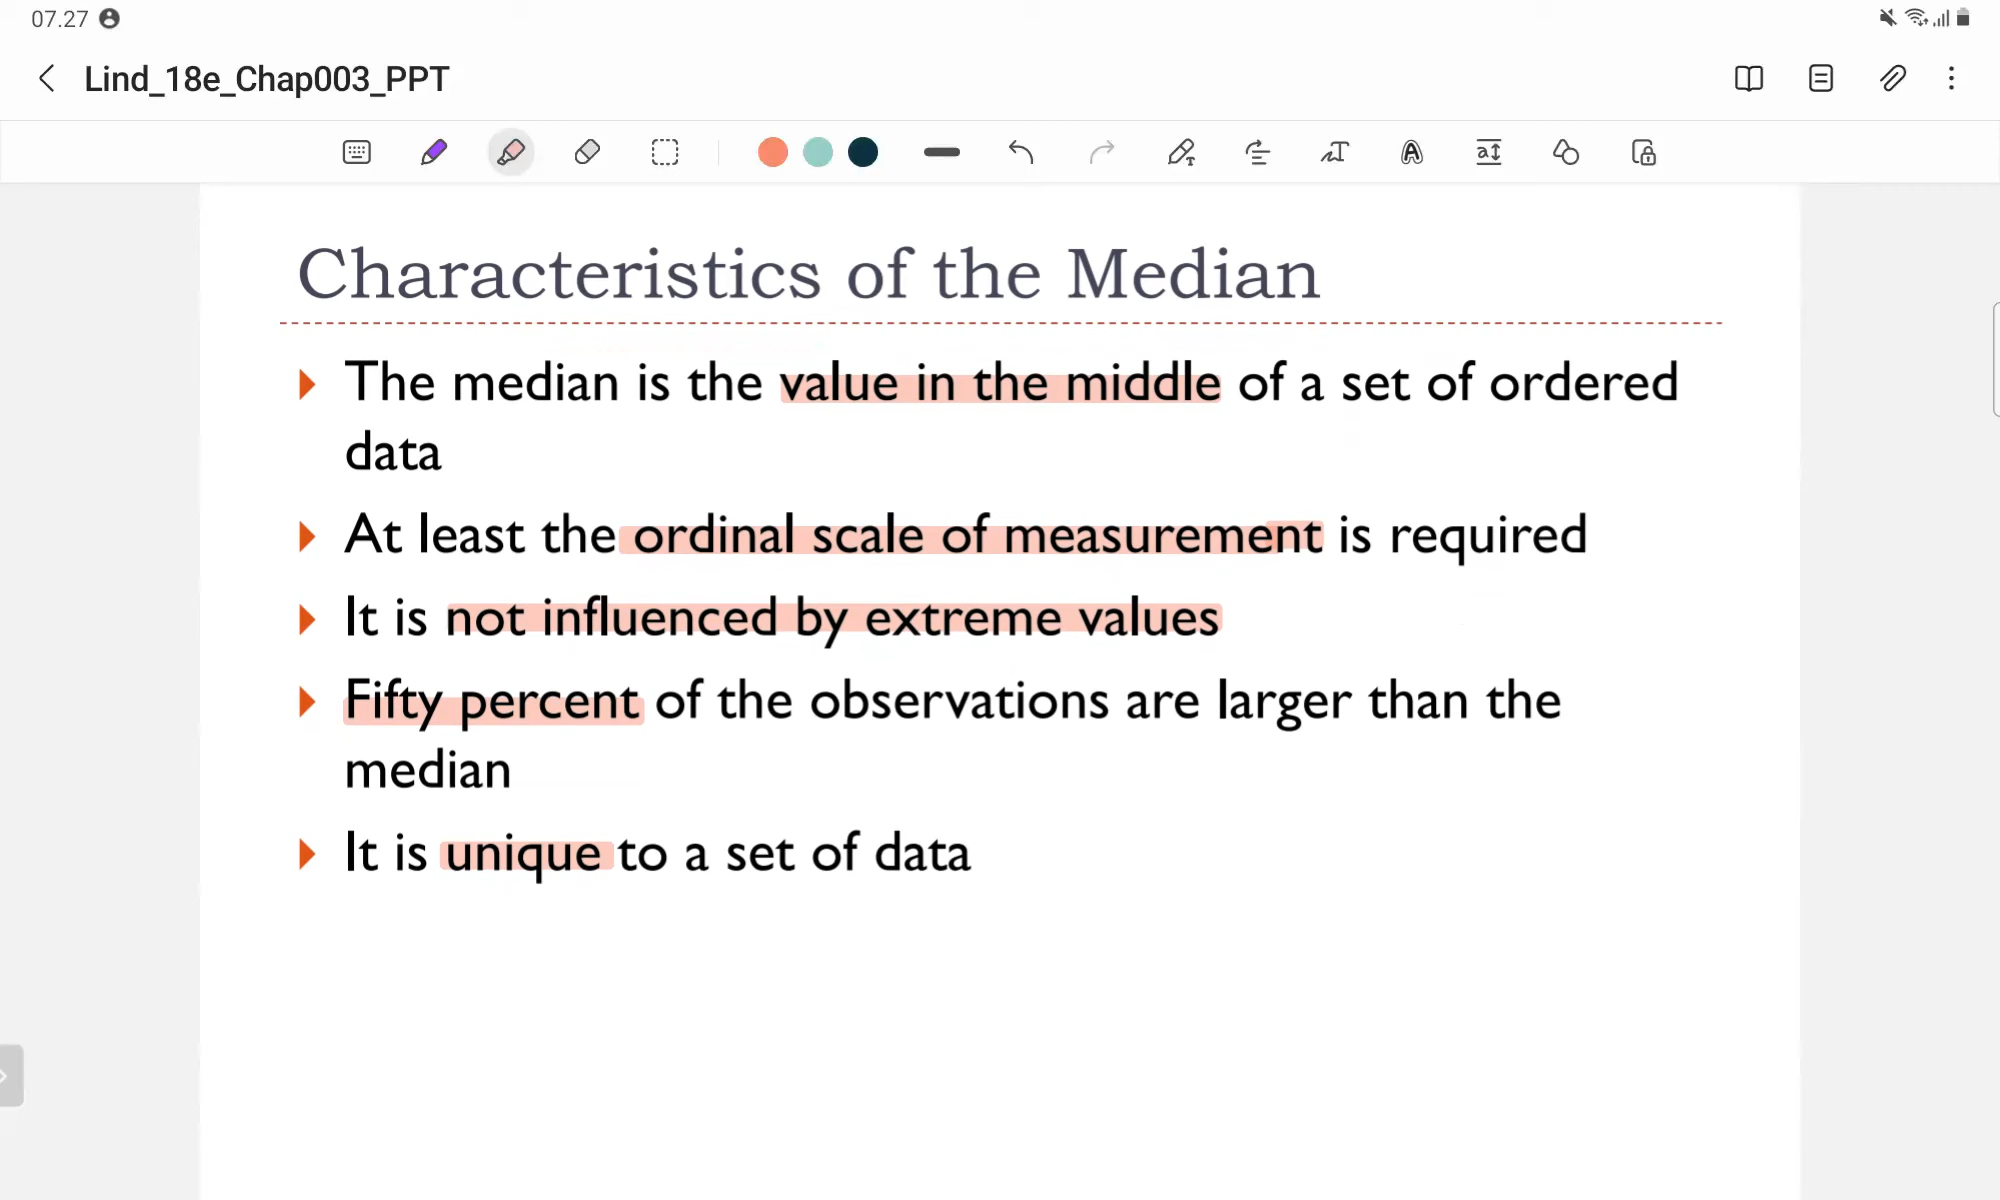 07.27
Lind_18e_Chap003_PPT
Characteristics of the Median
The median is the value in the middle of a set of ordered
data
At least the ordinal scale of measurement is required
It is not influenced by extreme values
Fifty percent of the observations are larger than the
median
It is unique to a set of data